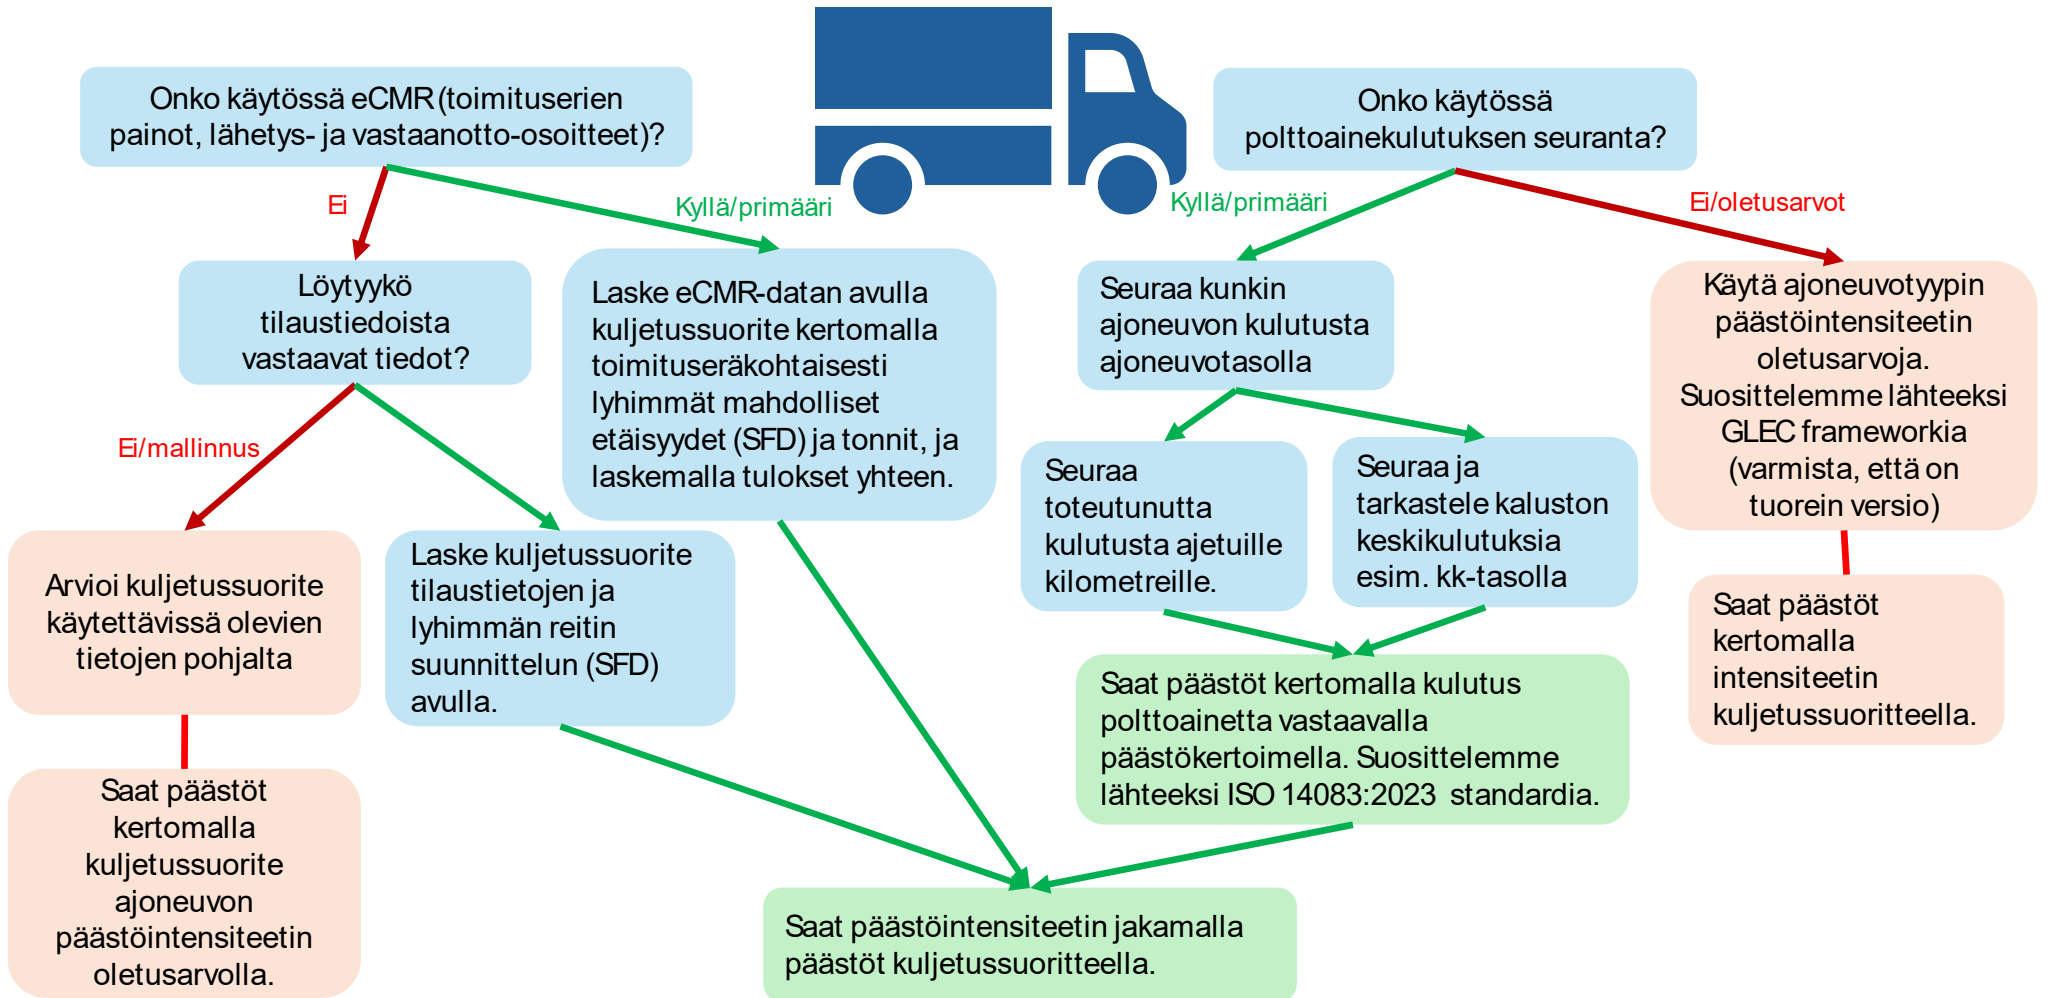 Onko käytössä eCMR (toimituserien
painot, lähetys- ja vastaanotto-osoitteet)?
Onko käytössä
polttoainekulutuksen seuranta?
Ei
Kyllä/primääri
Kyllä/primääri
Ei/oletusarvot
Löytyykö
tilaustiedoista
vastaavat tiedot?
Laske eCMR-datan avulla
kuljetussuorite kertomalla
toimituseräkohtaisesti
lyhimmät mahdolliset
etäisyydet (SFD) ja tonnit, ja
laskemalla tulokset yhteen.
Seuraa kunkin
ajoneuvon kulutusta
ajoneuvotasolla
Käytä ajoneuvotyypin
päästöintensiteetin
oletusarvoja.
Suosittelemme lähteeksi
GLEC frameworkia
(varmista, että on
tuorein versio)
Ei/mallinnus
Seuraa
toteutunutta
kulutusta ajetuille
kilometreille.
Seuraa ja
tarkastele kaluston
keskikulutuksia
esim. kk-tasolla
Arvioi kuljetussuorite
käytettävissä olevien
tietojen pohjalta
Laske kuljetussuorite
tilaustietojen ja
lyhimmän reitin
suunnittelun (SFD)
avulla.
Saat päästöt
kertomalla
intensiteetin
kuljetussuoritteella.
Saat päästöt kertomalla kulutus
polttoainetta vastaavalla
päästökertoimella. Suosittelemme
lähteeksi ISO 14083:2023 standardia.
Saat päästöt
kertomalla
kuljetussuorite
ajoneuvon
päästöintensiteetin
oletusarvolla.
Saat päästöintensiteetin jakamalla
päästöt kuljetussuoritteella.